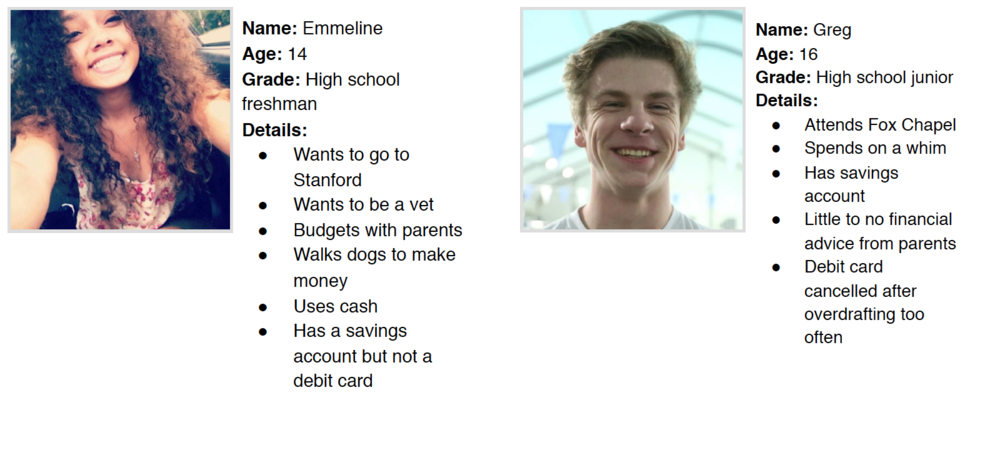 Name: Emmeline
Age: 14
Grade: High school
freshman
Details:
● Wants to go to
Stanford
● Wants to be a vet
● Budgets with parents
● Walks dogs to make
money
● Uses cash
● Has a savings
account but not a
debit card
Name: Greg
Age: 16
Grade: High school junior
Details:
● Attends Fox Chapel
● Spends on a whim
● Has savings
account
● Little to no financial
advice from parents
● Debit card
cancelled after
overdrafting too
often